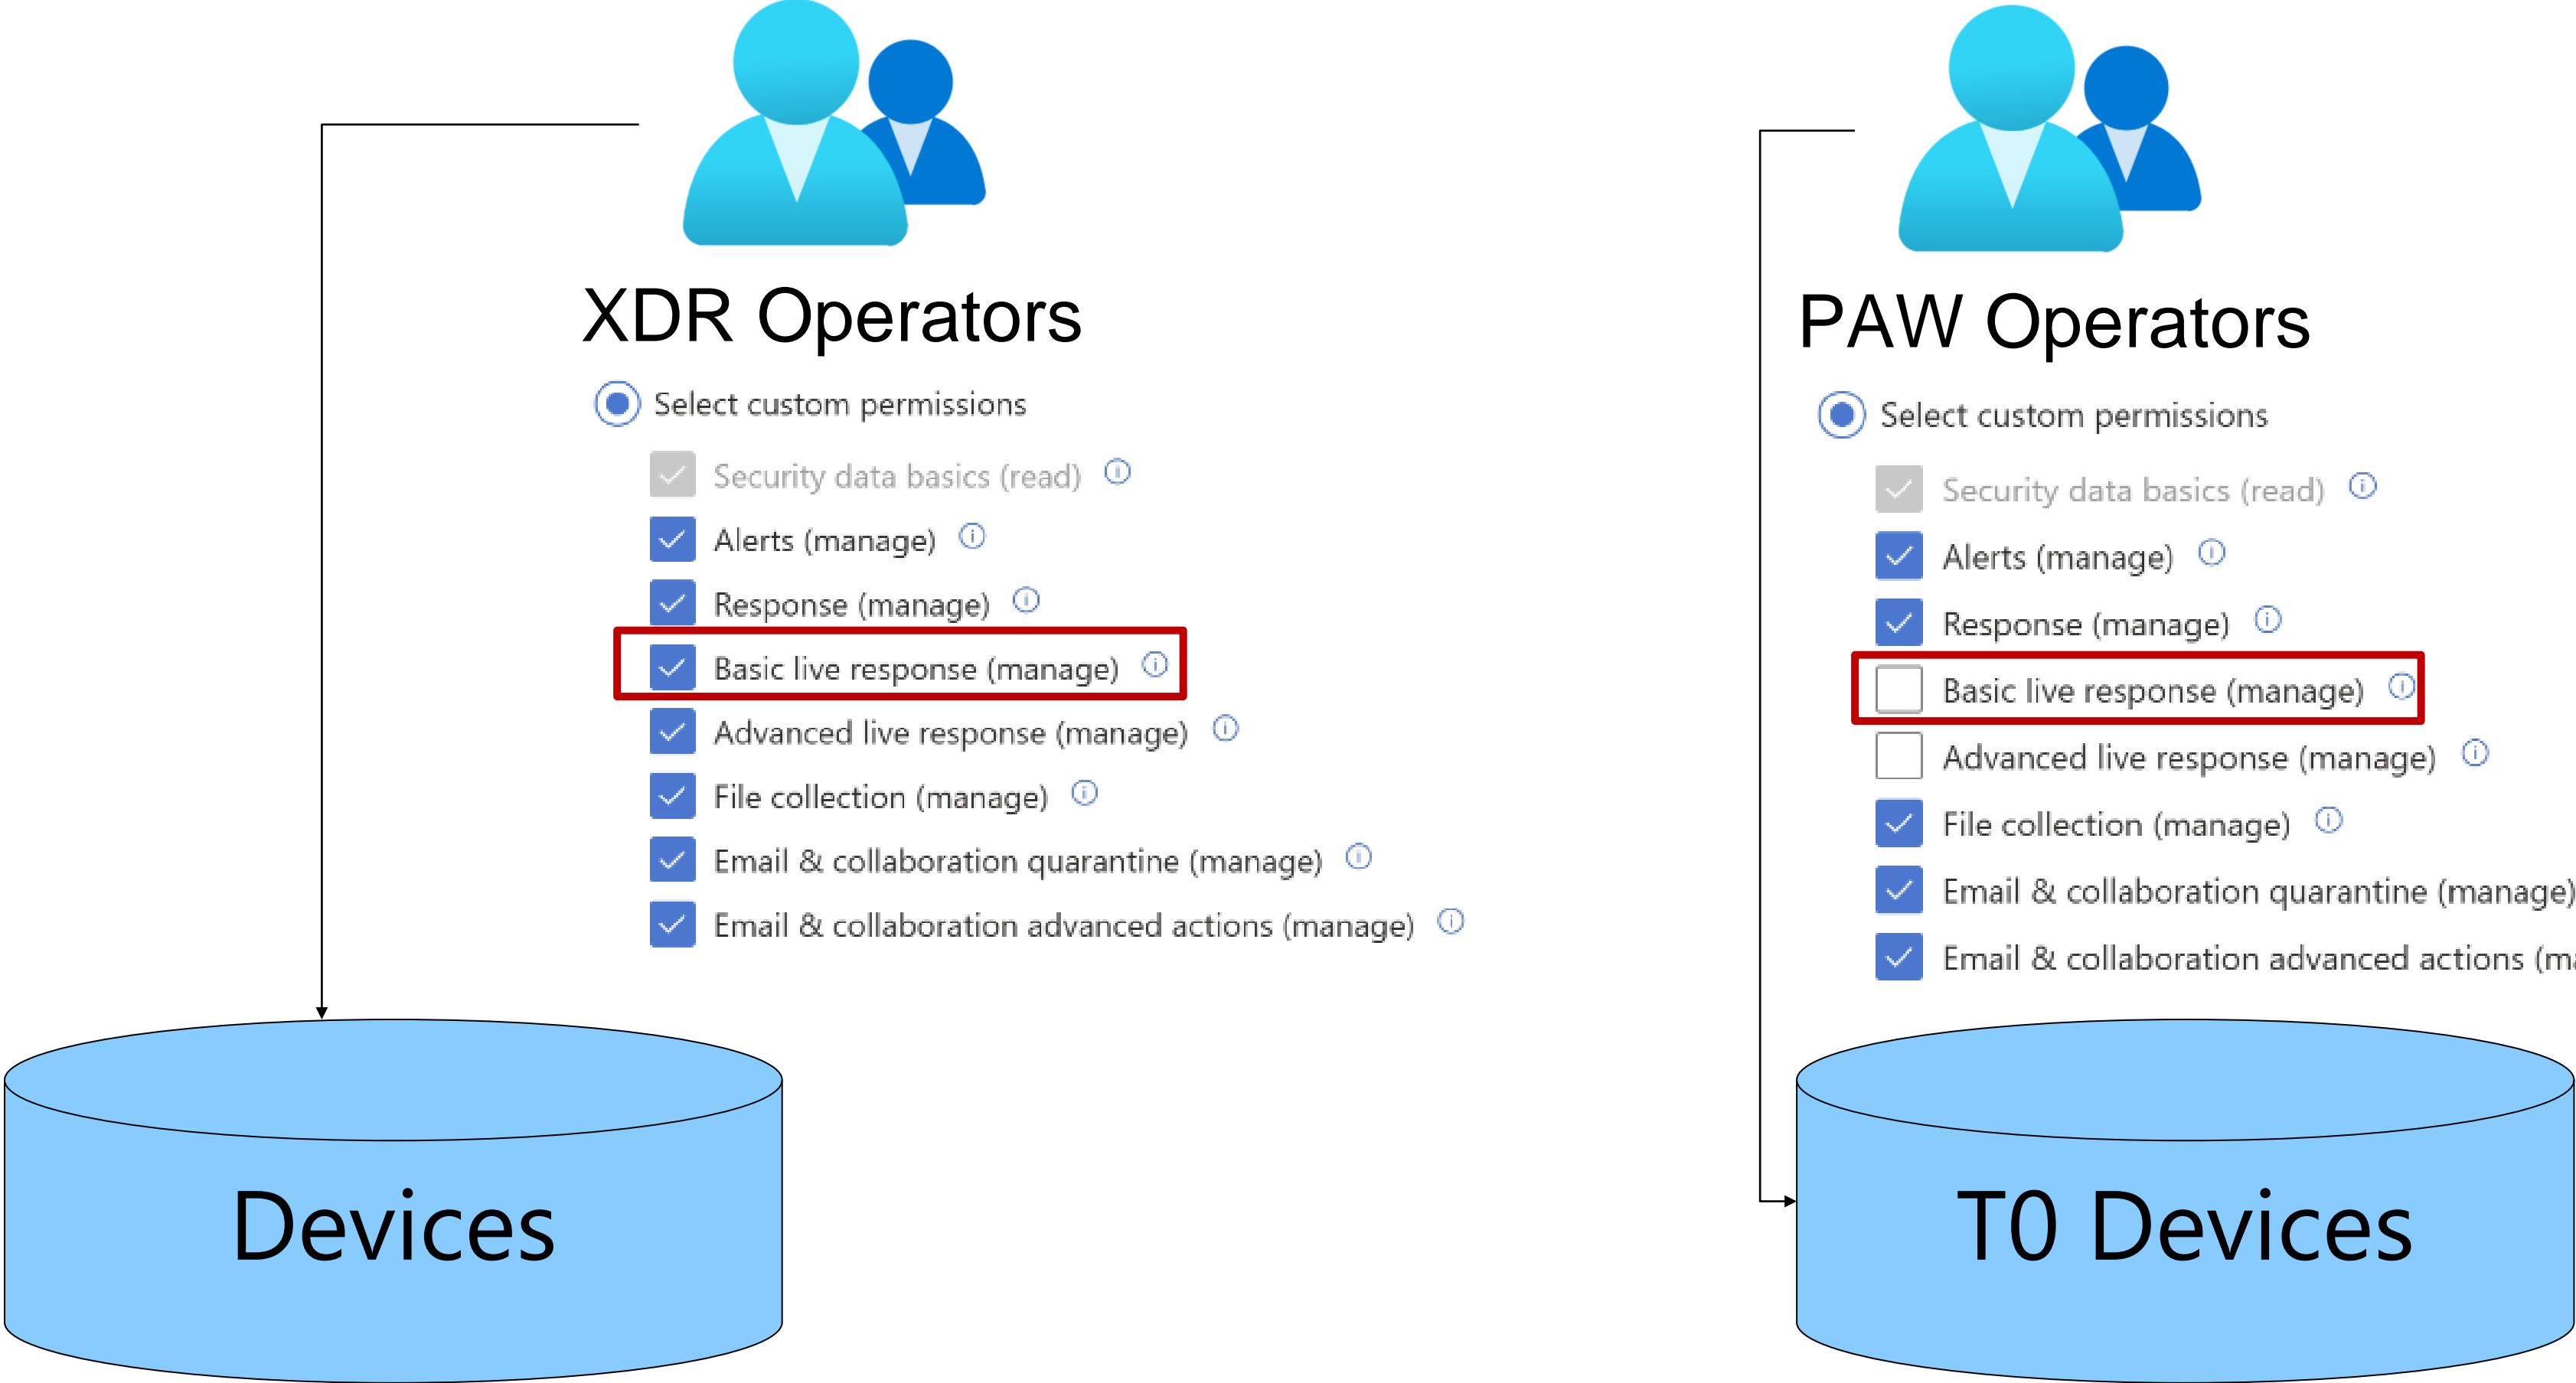 XDR Operators
Select custom permissions
Security data basics (read)
Alerts (manage)
Response (manage)
Basic live response (manage)
Advanced live response (manage)
File collection (manage)
Email & collaboration quarantine (manage)
Email & collaboration advanced actions (manage)
Devices
PAW Operators
Select custom permissions
Security data basics (read)
Alerts (manage)
Response (manage)
Basic live response (manage)
Advanced live response (manage)
File collection (manage)
Email & collaboration quarantine (manage)
Email & collaboration advanced actions
T0 Devices